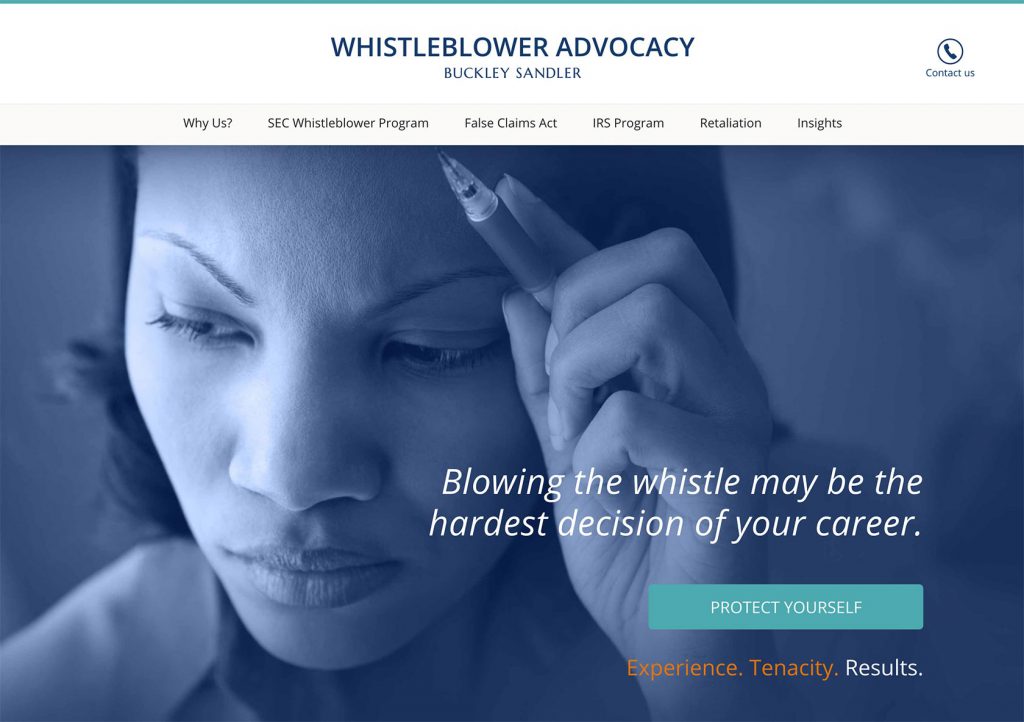 WHISTLEBLOWER ADVOCACY
BUCKLEY SANDLER
Contact us
Why Us? SEC Whistleblower Program False Claims Act IRS Program Retaliation Insights
Blowing the whistle may be the
hardest decision of your career.
PROTECT YOURSELF
Experience. Tenacity. Results.